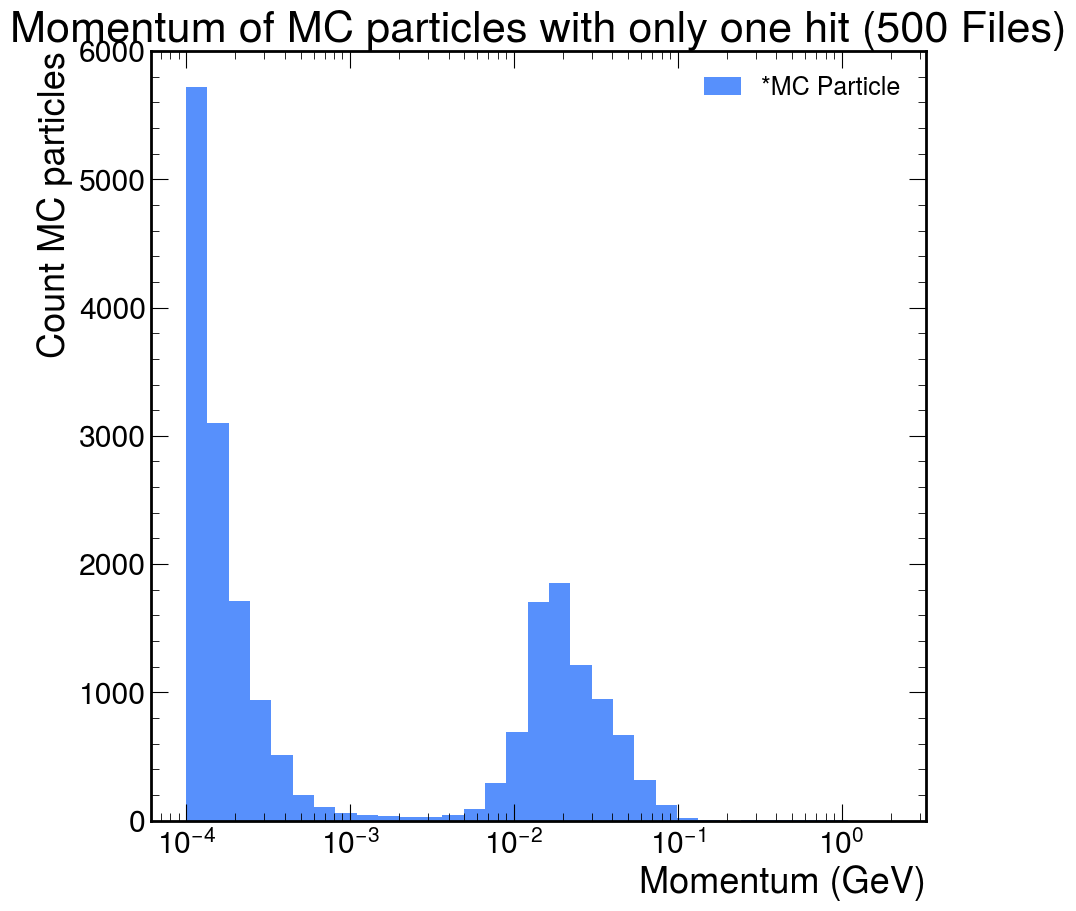 Momentum of MC particles with only one hit (500 Files)
*MC Particle
Count MC particles
6000
5000
4000
3000
2000
1000
0
10⁻⁴ 10⁻³ 10⁻² 10⁻¹ 10⁰
Momentum (GeV)